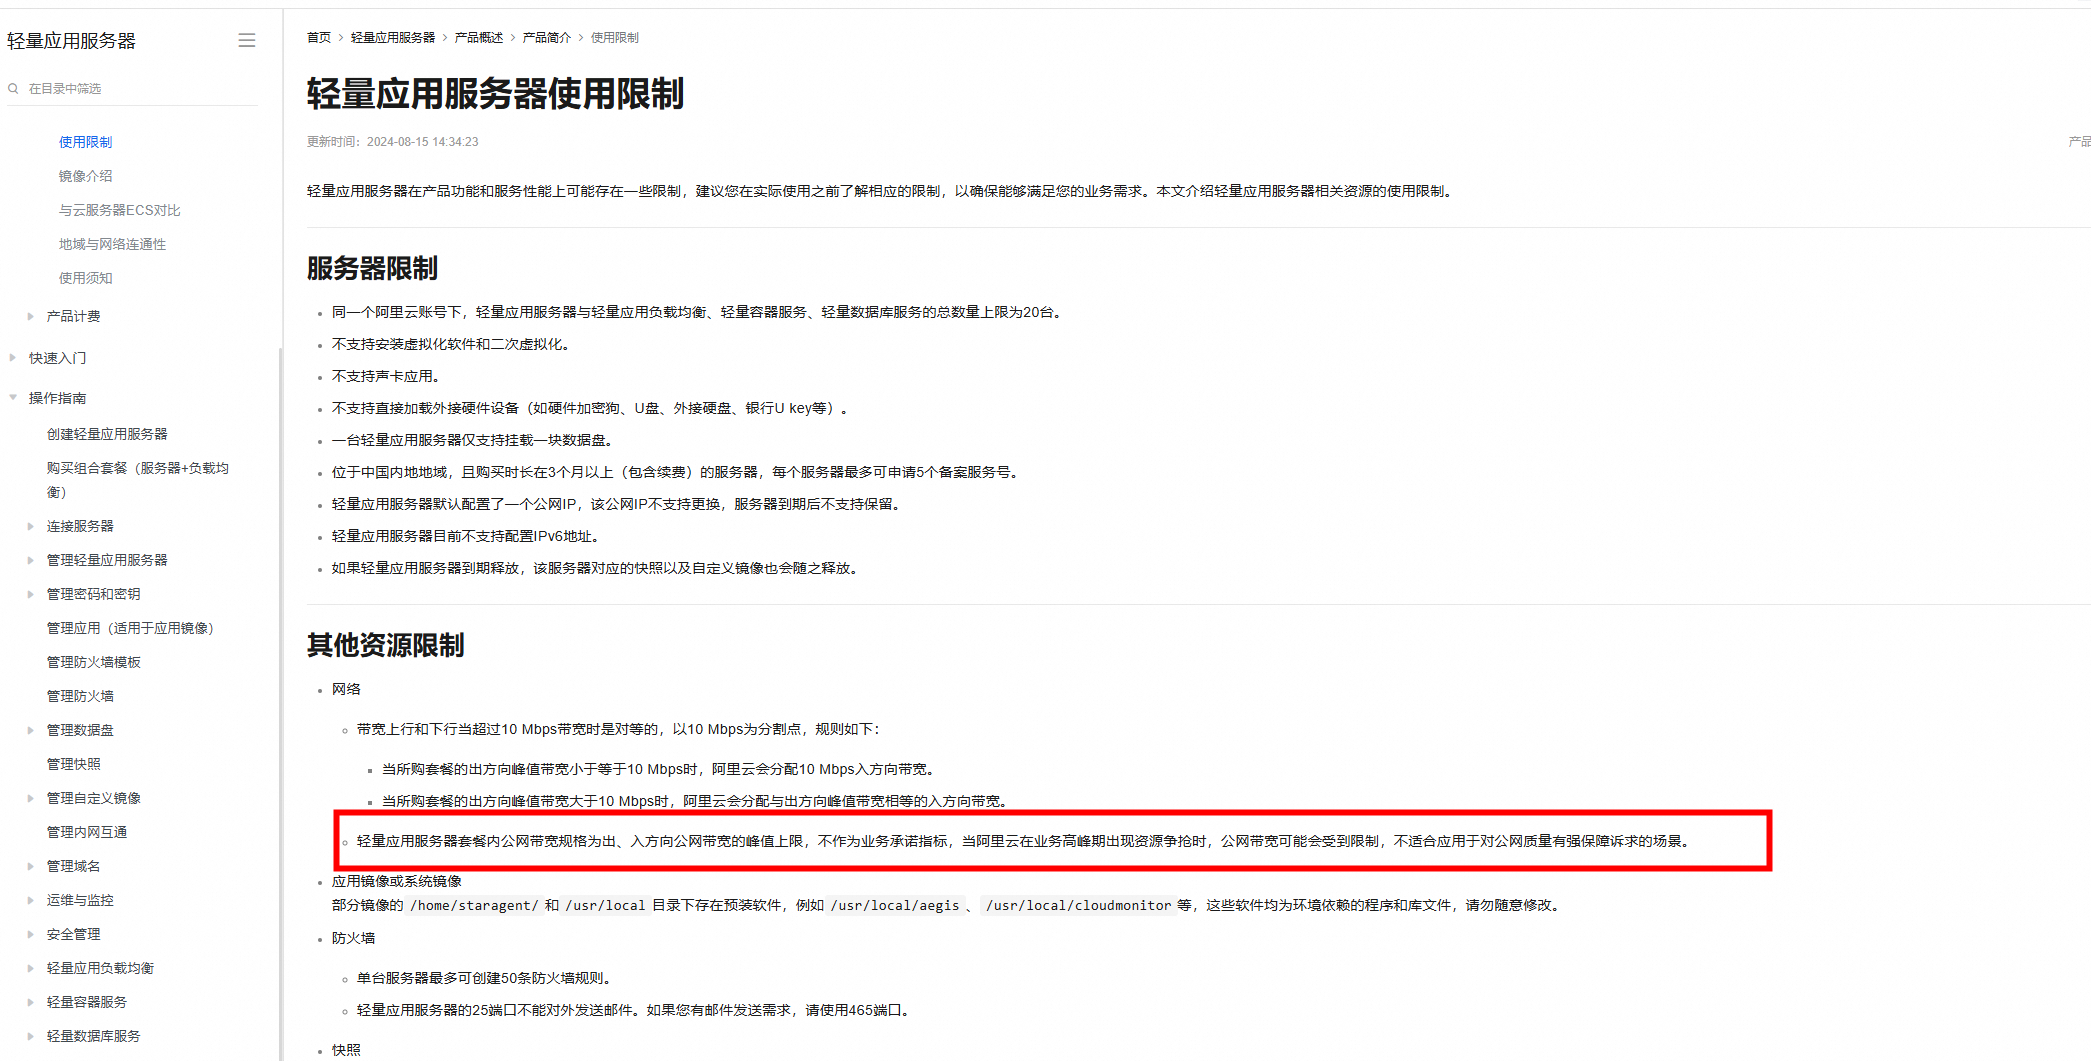 轻量应用服务器
在目录中筛选
使用限制
镜像介绍
与云服务器ECS对比
地域与网络连通性
使用须知
产品计费
快速入门
操作指南
创建轻量应用服务器
购买组合套餐（服务器+负载均
衡）
连接服务器
管理轻量应用服务器
管理密码和密钥
管理应用（适用于应用镜像）
管理防火墙模板
管理防火墙
管理数据盘
管理快照
管理自定义镜像
管理内网互通
管理域名
运维与监控
安全管理
轻量应用负载均衡
轻量容器服务
轻量数据库服务
首页 > 轻量应用服务器 > 产品概述 > 产品简介 > 使用限制
轻量应用服务器使用限制
更新时间：2024-08-15 14:34:23
产品
轻量应用服务器在产品功能和服务性能上可能存在一些限制，建议您在实际使用之前了解相应的限制，以确保能够满足您的业务需求。本文介绍轻量应用服务器相关资源的使用限制。
服务器限制
同一个阿里云账号下，轻量应用服务器与轻量应用负载均衡、轻量容器服务、轻量数据库服务的总数量上限为20台。
不支持安装虚拟化软件和二次虚拟化。
不支持声卡应用。
不支持直接加载外接硬件设备（如硬件加密狗、U盘、外接硬盘、银行U key等）。
一台轻量应用服务器仅支持挂载一块数据盘。
位于中国内地地域，且购买时长在3个月以上（包含续费）的服务器，每个服务器最多可申请5个备案服务号。
轻量应用服务器默认配置了一个公网IP，该公网IP不支持更换，服务器到期后不支持保留。
轻量应用服务器目前不支持配置IPv6地址。
如果轻量应用服务器到期释放，该服务器对应的快照以及自定义镜像也会随之释放。
其他资源限制
网络
带宽上行和下行当超过10 Mbps带宽时是对等的，以10 Mbps为分割点，规则如下：
当所购套餐的出方向峰值带宽小于等于10 Mbps时，阿里云会分配10 Mbps入方向带宽。
当所购套餐的出方向峰值带宽大于10 Mbps时，阿里云会分配与出方向峰值带宽相等的入方向带宽。
轻量应用服务器套餐内公网带宽规格为出、入方向公网带宽的峰值上限，不作为业务承诺指标，当阿里云在业务高峰期出现资源争抢时，公网带宽可能会受到限制，不适合应用于对公网质量有强保障诉求的场景。
应用镜像或系统镜像
部分镜像的 /home/staragent/ 和 /usr/local 目录下存在预装软件，例如 /usr/local/aegis 、 /usr/local/cloudmonitor 等，这些软件均为环境依赖的程序和库文件，请勿随意修改。
防火墙
单台服务器最多可创建50条防火墙规则。
轻量应用服务器的25端口不能对外发送邮件。如果您有邮件发送需求，请使用465端口。
快照